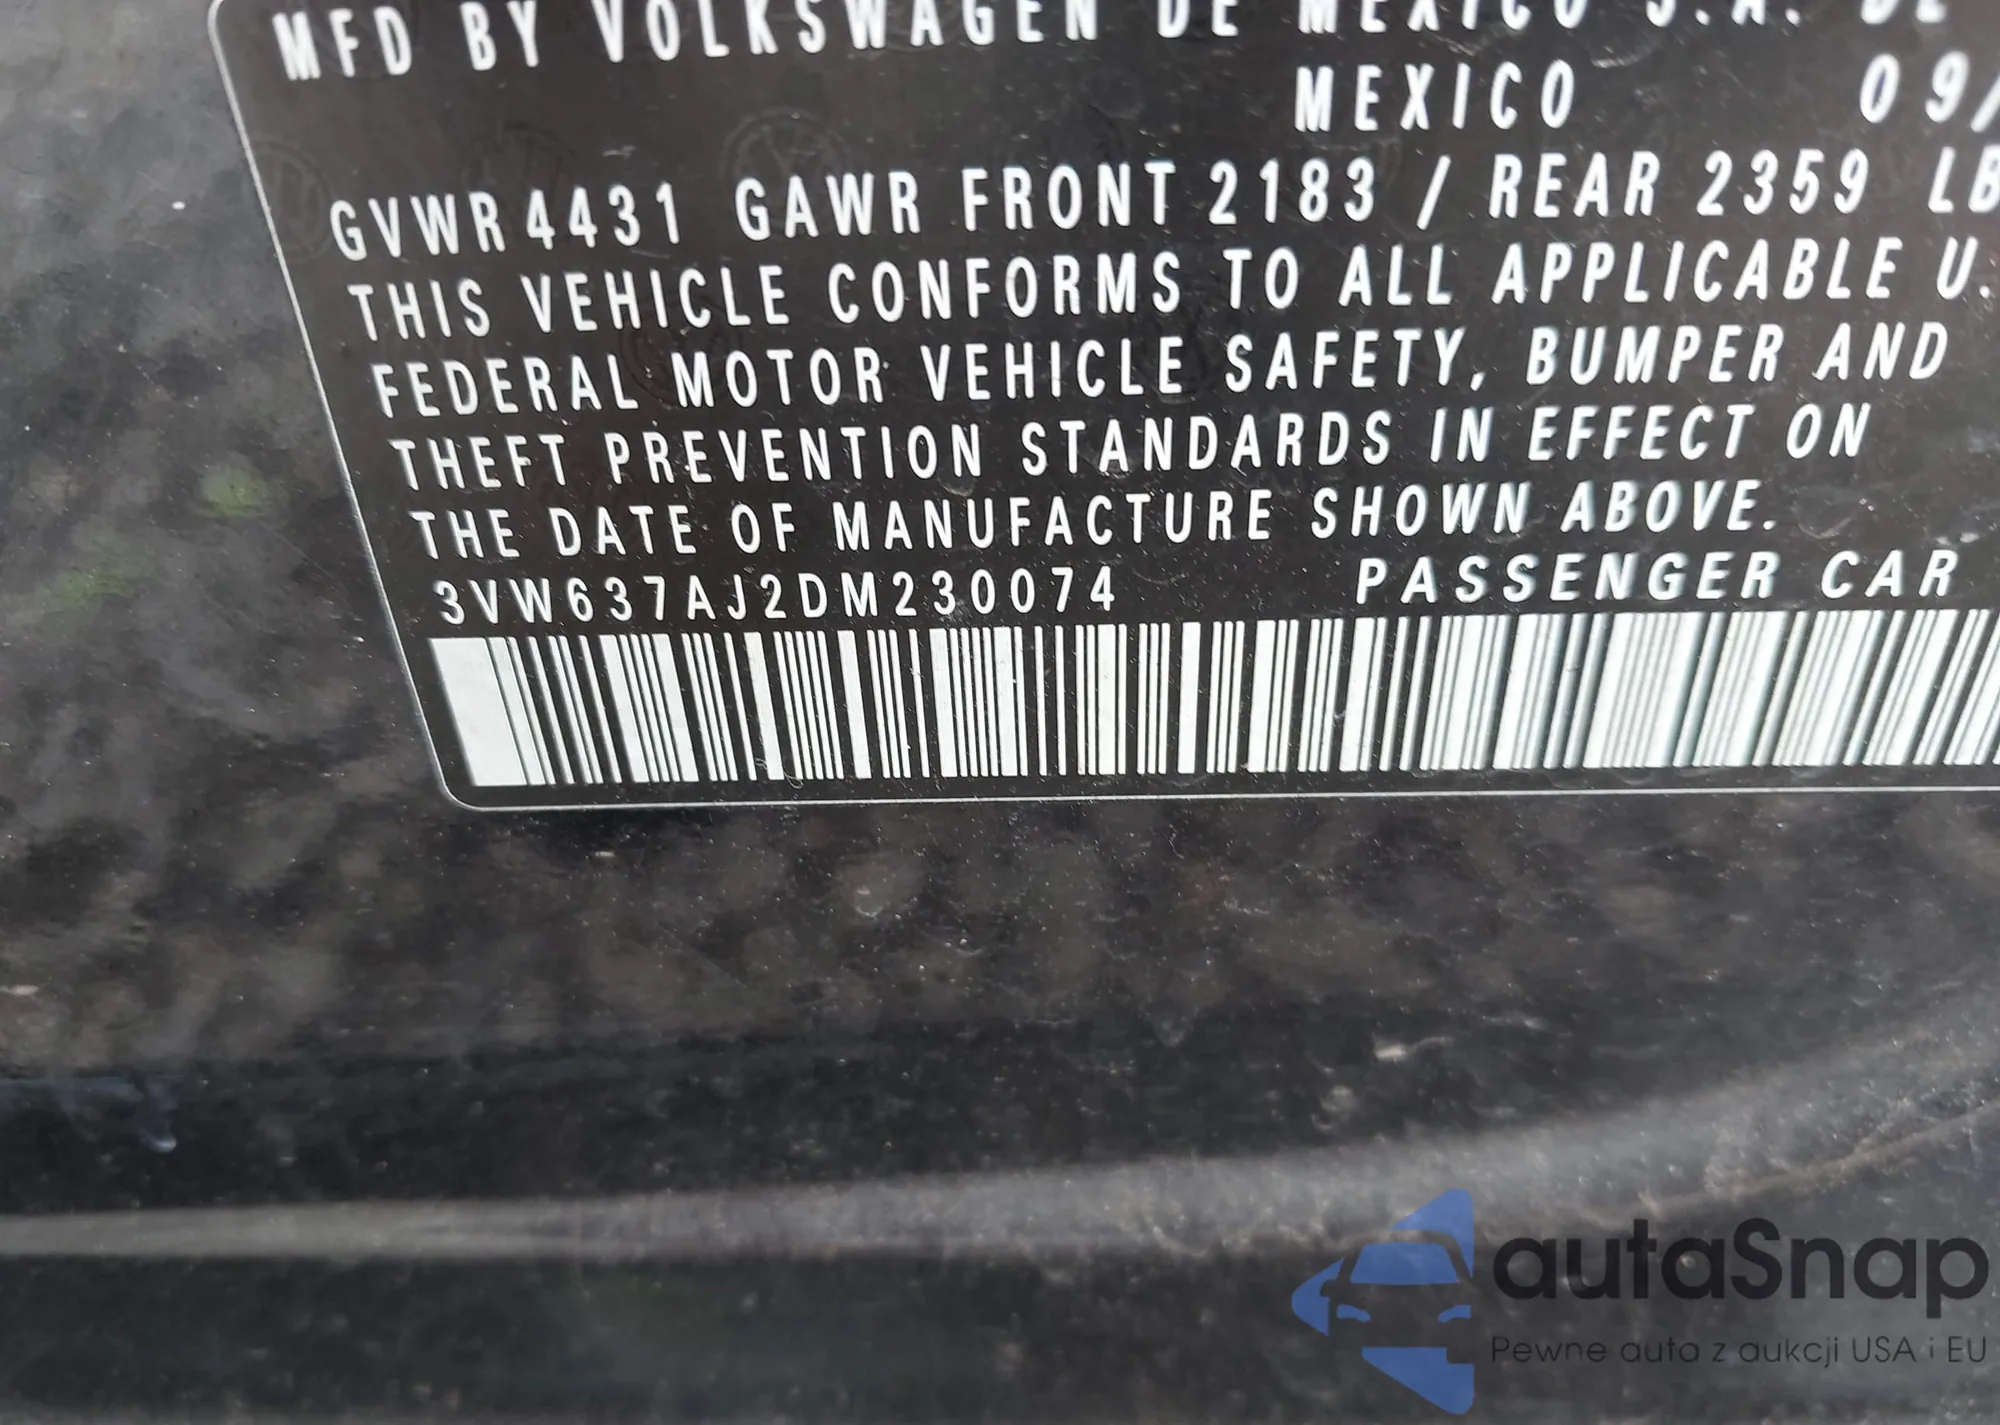 MFD BY VOLKSWAGEN DE MEXICO S.A. DE
MEXICO 09/
GVWR 4431 GAWR FRONT 2183 / REAR 2359 LB
THIS VEHICLE CONFORMS TO ALL APPLICABLE U.
FEDERAL MOTOR VEHICLE SAFETY, BUMPER AND
THEFT PREVENTION STANDARDS IN EFFECT ON
THE DATE OF MANUFACTURE SHOWN ABOVE.
3VW637AJ2DM230074 PASSENGER CAR
autaSnap
Pewne auta z aukcji USA i EU